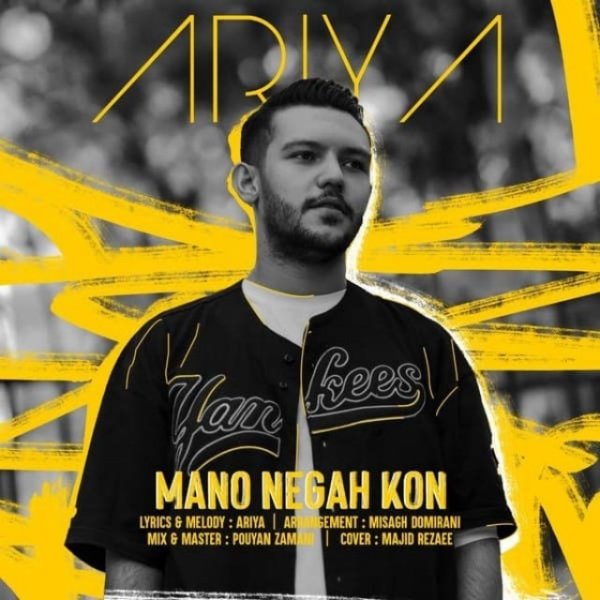 ARIYA
Yankees
MANO NEGAH KON
LYRICS & MELODY : ARIYA | ARRANGEMENT : MISAGH DOMIRANI
MIX & MASTER : POUYAN ZAMANI | COVER : MAJID REZAEE